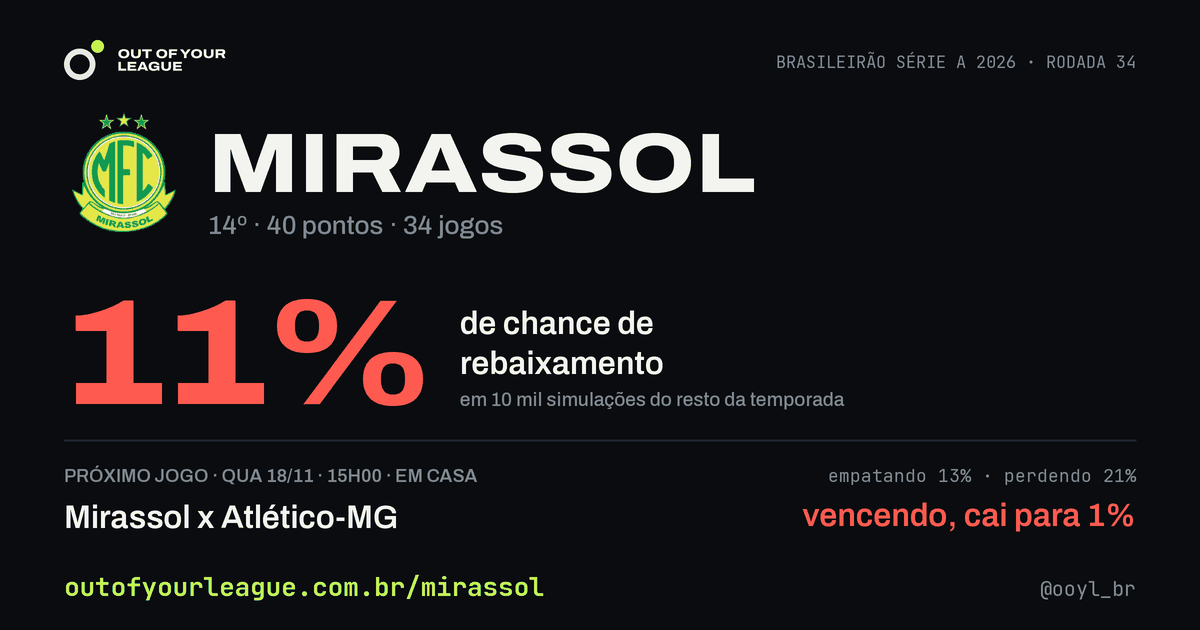 OUT OF YOUR
LEAGUE
BRASILEIRÃO SÉRIE A 2026 · RODADA 34
MFC
MIRASSOL
MIRASSOL
14º · 40 pontos · 34 jogos
11%
de chance de
rebaixamento
em 10 mil simulações do resto da temporada
PRÓXIMO JOGO · QUA 18/11 · 15H00 · EM CASA
empatando 13% · perdendo 21%
Mirassol x Atlético-MG
vencendo, cai para 1%
outofyourleague.com.br/mirassol
@ooyl_br